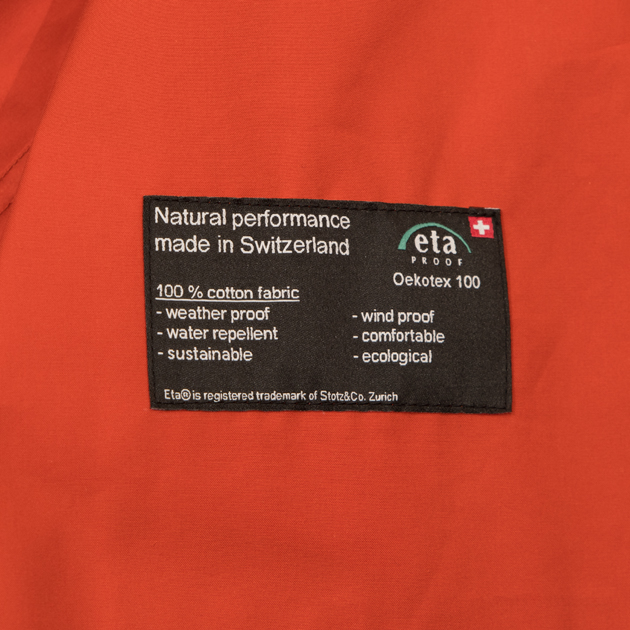 Natural performance
made in Switzerland
eta
PROOF
Oekotex 100
100 % cotton fabric
- weather proof
- water repellent
- sustainable
- wind proof
- comfortable
- ecological
Eta® is registered trademark of Stotz&Co. Zurich